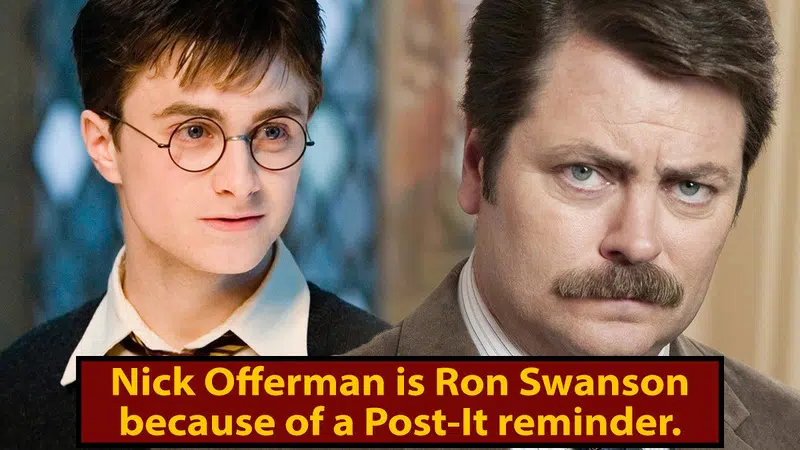 Nick Offerman is Ron Swanson
because of a Post-It reminder.